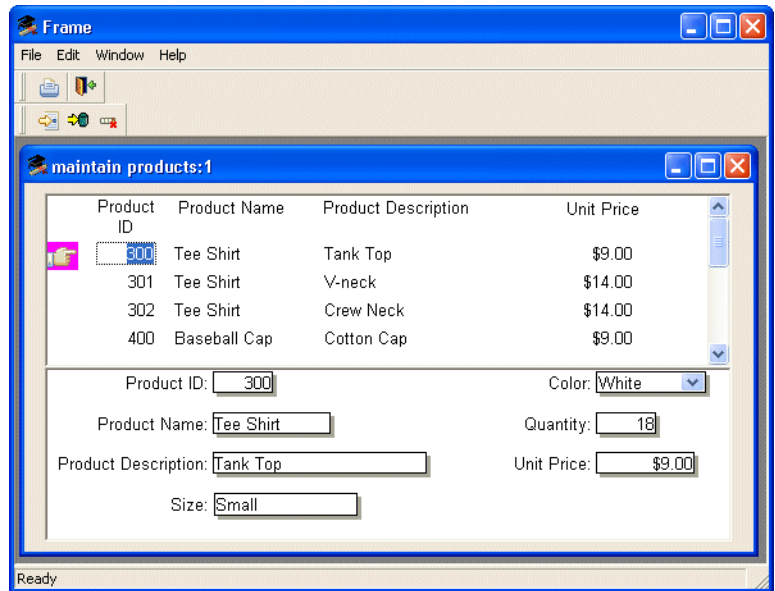 Frame
File Edit Window Help
maintain products:1
Product ID Product Name Product Description Unit Price
300 Tee Shirt Tank Top $9.00
301 Tee Shirt V-neck $14.00
302 Tee Shirt Crew Neck $14.00
400 Baseball Cap Cotton Cap $9.00
Product ID: 300 Color: White
Product Name: Tee Shirt Quantity: 18
Product Description: Tank Top Unit Price: $9.00
Size: Small
Ready